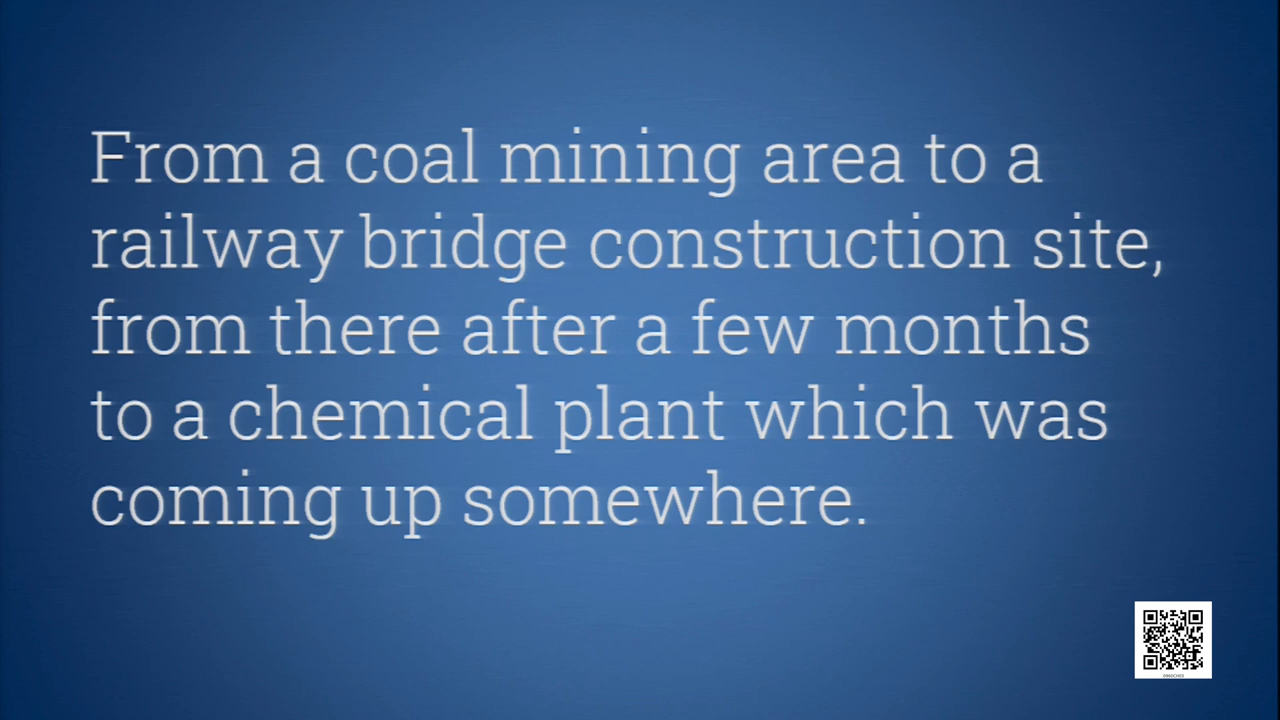 From a coal mining area to a
railway bridge construction site,
from there after a few months
to a chemical plant which was
coming up somewhere.